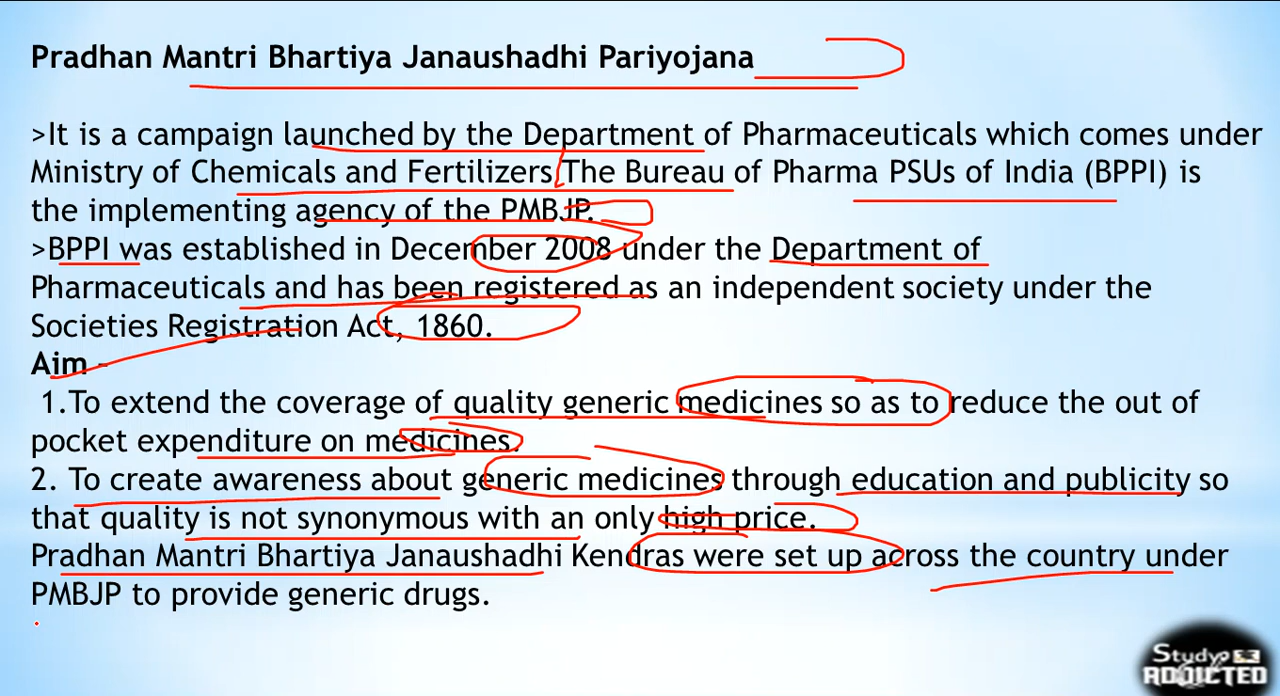 Pradhan Mantri Bhartiya Janaushadhi Pariyojana
>It is a campaign launched by the Department of Pharmaceuticals which comes under
Ministry of Chemicals and Fertilizers.The Bureau of Pharma PSUs of India (BPPI) is
the implementing agency of the PMBJP.
>BPPI was established in December 2008 under the Department of
Pharmaceuticals and has been registered as an independent society under the
Societies Registration Act, 1860.
Aim -
1.To extend the coverage of quality generic medicines so as to reduce the out of
pocket expenditure on medicines.
2. To create awareness about generic medicines through education and publicity so
that quality is not synonymous with an only high price.
Pradhan Mantri Bhartiya Janaushadhi Kendras were set up across the country under
PMBJP to provide generic drugs.
Study
ADDICTED